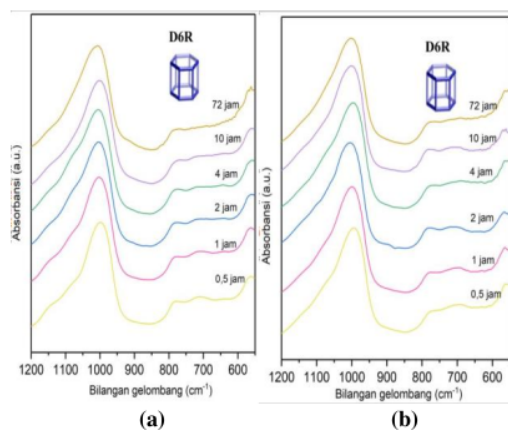 D6R
72 jam
10 jam
4 jam
2 jam
1 jam
0,5 jam
Absorbansi (a.u.)
1200 1100 1000 900 800 700 600
Bilangan gelombang (cm⁻¹)
(a)
D6R
72 jam
10 jam
4 jam
2 jam
1 jam
0,5 jam
Absorbansi (a.u.)
1200 1100 1000 900 800 700 600
Bilangan gelombang (cm⁻¹)
(b)